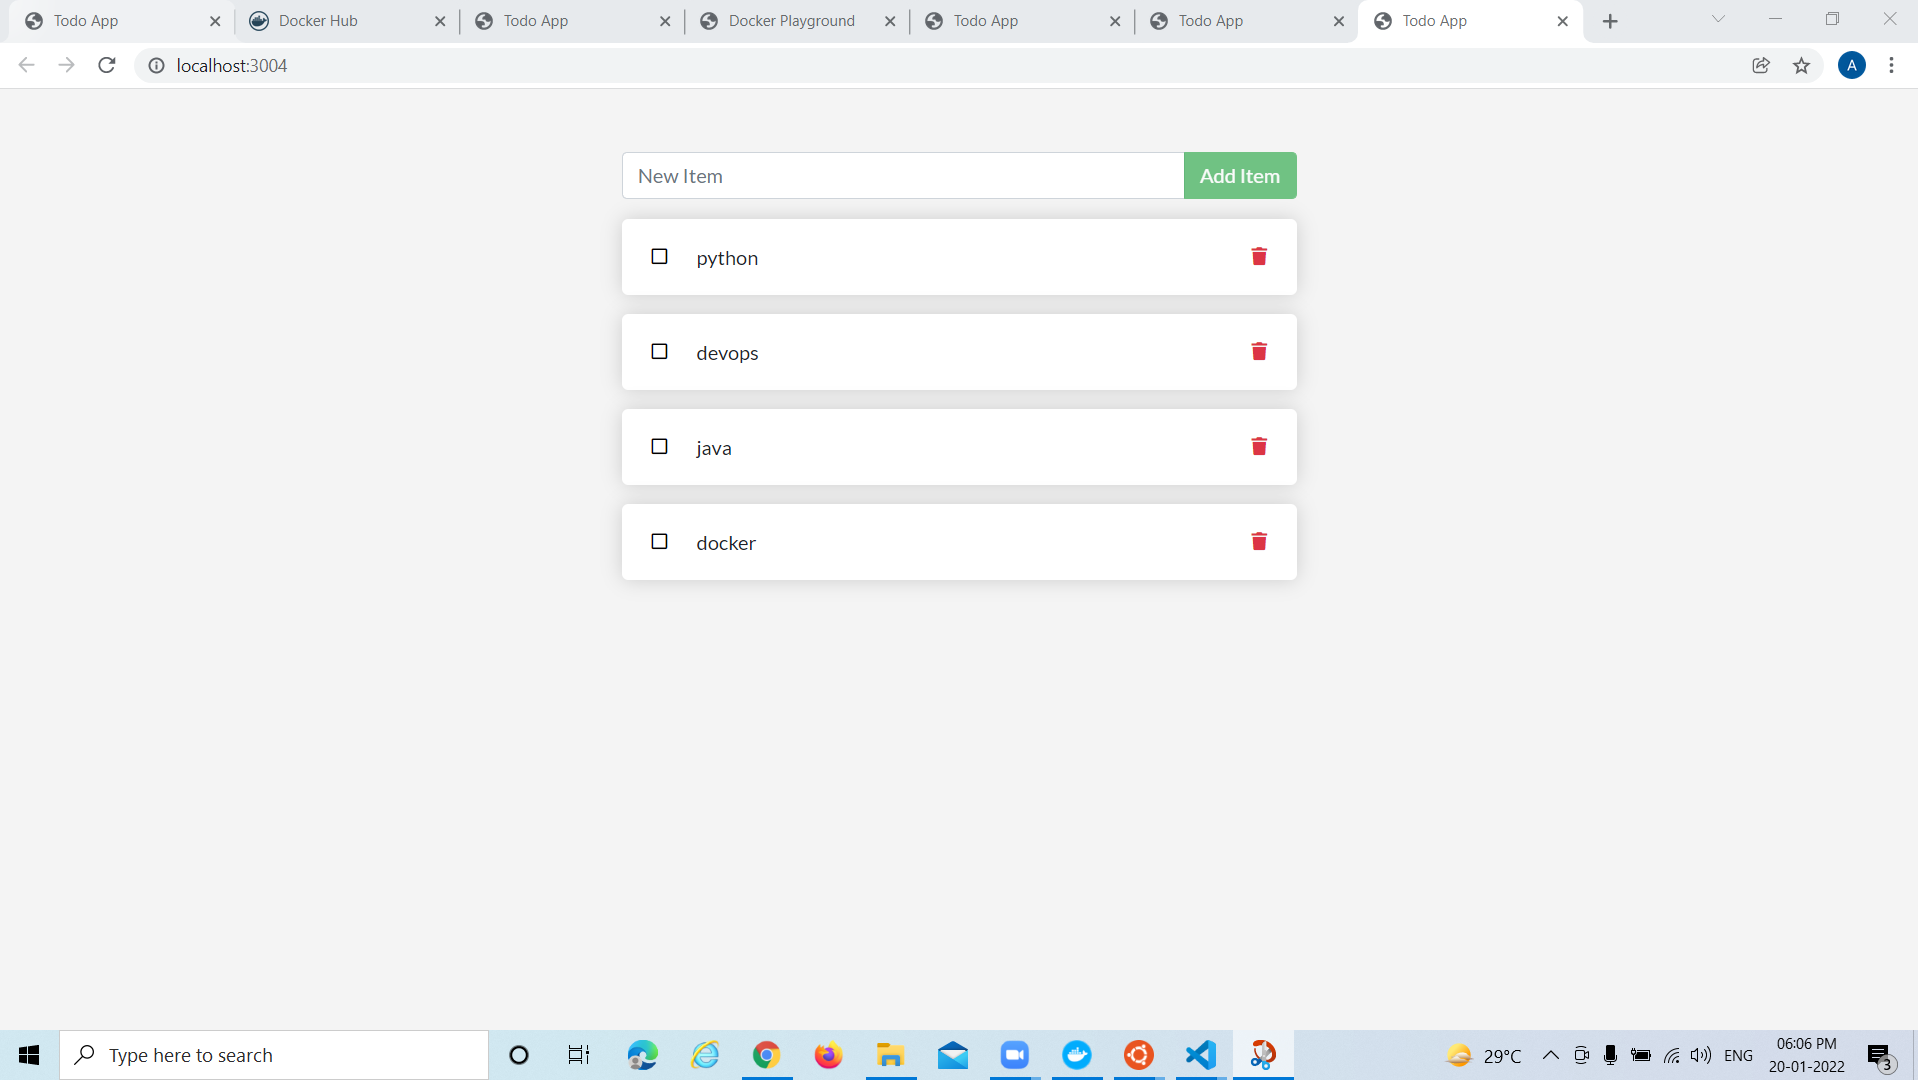 Todo App
Docker Hub
Todo App
Docker Playground
Todo App
Todo App
Todo App
localhost:3004
A
New Item
Add Item
python
devops
java
docker
Type here to search
29°C
ENG
06:06 PM
20-01-2022
3